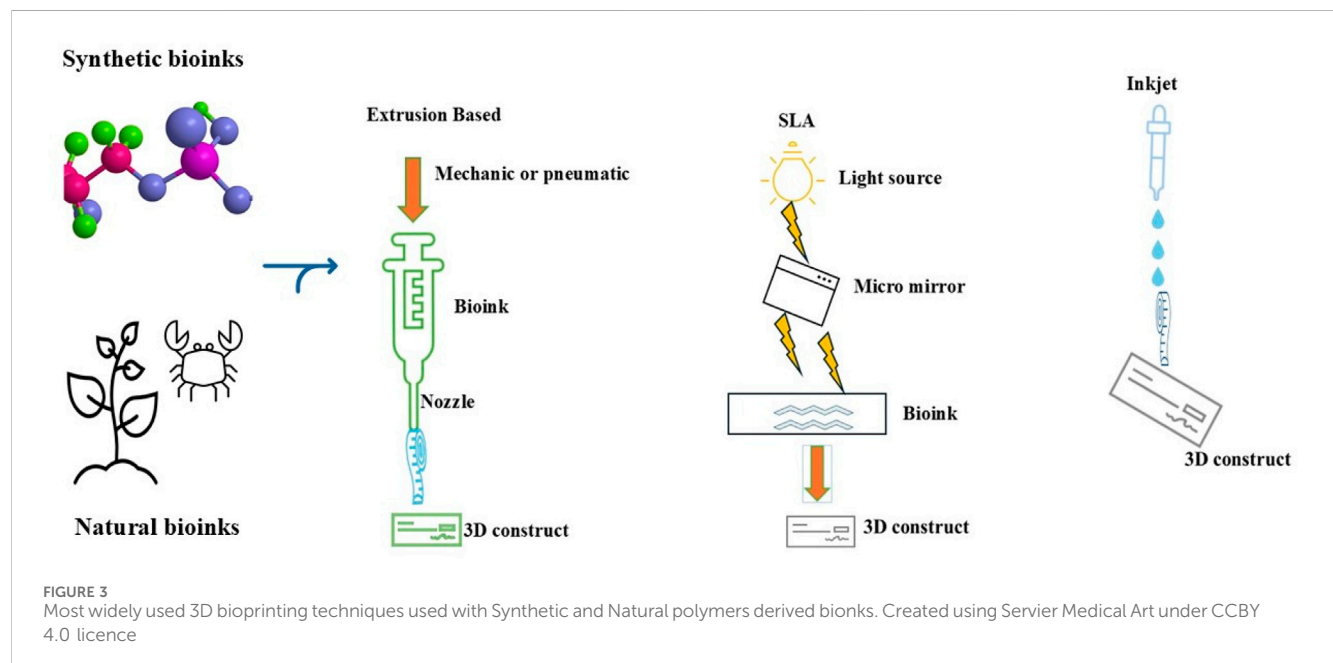 Synthetic bioinks
Natural bioinks
Extrusion Based
Mechanic or pneumatic
Bioink
Nozzle
3D construct
SLA
Light source
Micro mirror
Bioink
3D construct
Inkjet
3D construct
FIGURE 3
Most widely used 3D bioprinting techniques used with Synthetic and Natural polymers derived bionks. Created using Servier Medical Art under CCBY
4.0 licence